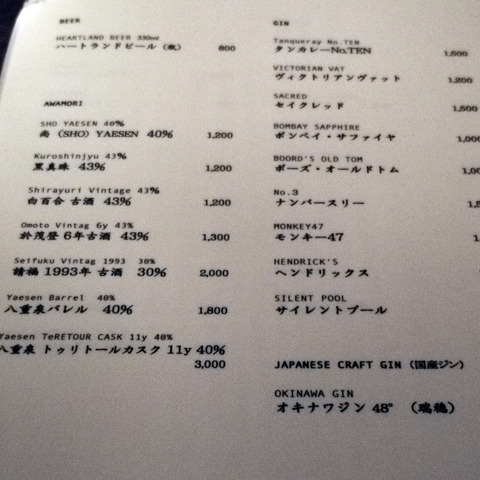 BEER
HEARTLAND BEER 330ml
ハートランドビール（瓶） 800
AWAMORI
SHO YAESEN 40%
尚（SHO）YAESEN 40% 1,200
Kuroshinjyu 43%
黒真珠 43% 1,200
Shirayuri Vintage 43%
白百合 古酒 43% 1,200
Omoto Vintag 6y 43%
於茂登 6年古酒 43% 1,300
Seifuku Vintag 1993 30%
請福 1993年 古酒 30% 2,000
Yaesen Barrel 40%
八重泉バレル 40% 1,800
Yaesen TeRETOUR CASK 11y 40%
八重泉 トゥリトールカスク 11y 40%
3,000
GIN
Tanqueray No.TEN
タンカレーNo.TEN 1,500
VICTORIAN VAT
ヴィクトリアンヴァット 1,200
SACRED
セイクレッド 1,500
BOMBAY SAPPHIRE
ボンベイ・サファイヤ 1,000
BOORD'S OLD TOM
ボーズ・オールドトム
No.3
ナンバースリー
MONKEY47
モンキー47
HENDRICK'S
ヘンドリックス
SILENT POOL
サイレントプール
JAPANESE CRAFT GIN（国産ジン）
OKINAWA GIN
オキナワジン 48°（瑞穂）